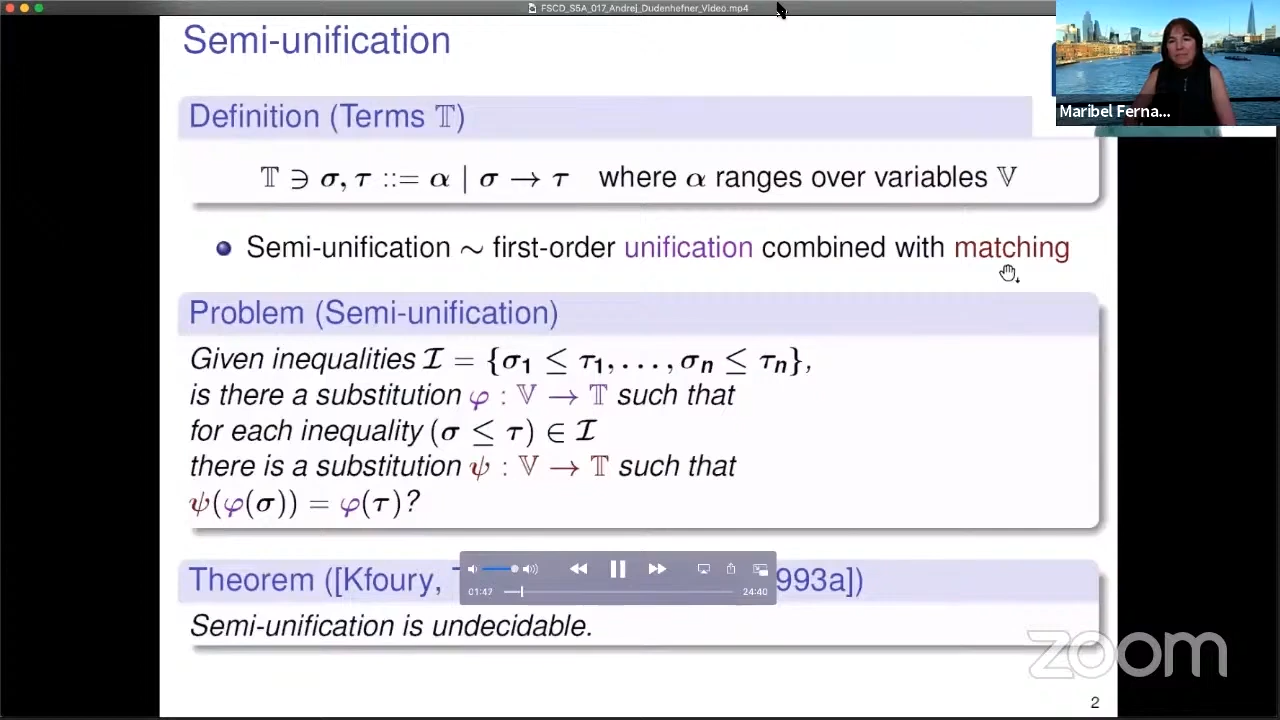 FSCD_S5A_017_Andrej_Dudenhefner_Video.mp4
Semi-unification
Maribel Ferna...
Definition (Terms 𝕋)
𝕋 ∋ σ, τ ::= α | σ → τ where α ranges over variables 𝕍
Semi-unification ∼ first-order unification combined with matching
Problem (Semi-unification)
Given inequalities ℐ = {σ₁ ≤ τ₁, . . . , σₙ ≤ τₙ},
is there a substitution φ : 𝕍 → 𝕋 such that
for each inequality (σ ≤ τ) ∈ ℐ
there is a substitution ψ : 𝕍 → 𝕋 such that
ψ(φ(σ)) = φ(τ)?
Theorem ([Kfoury, 993a])
01:47 24:40
Semi-unification is undecidable.
zoom
2